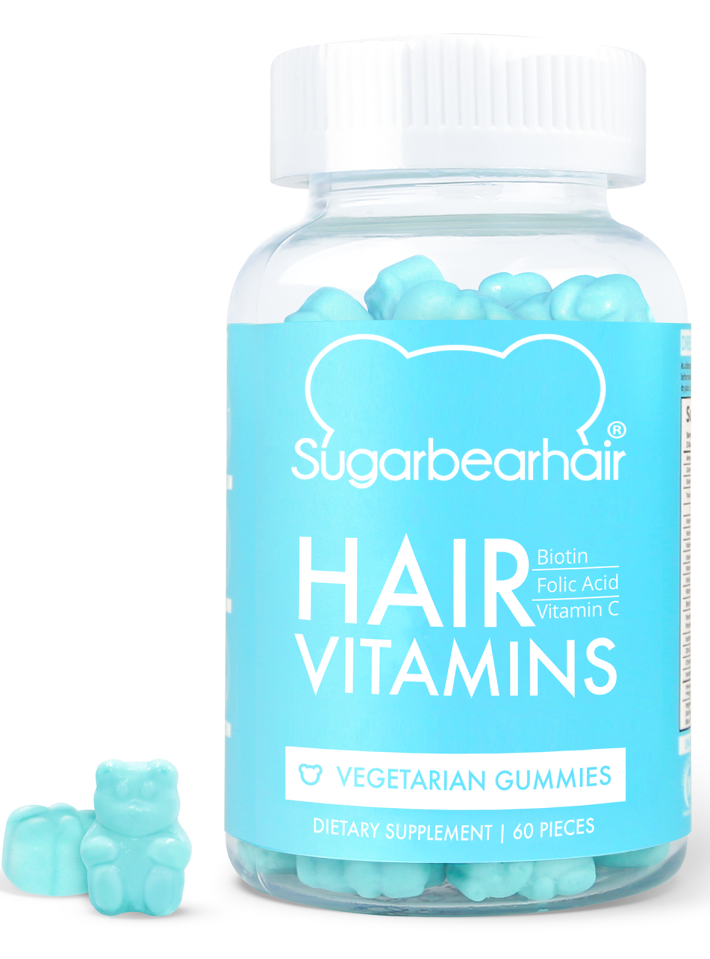 Sugarbearhair®
HAIR
Biotin
Folic Acid
Vitamin C
VITAMINS
VEGETARIAN GUMMIES
DIETARY SUPPLEMENT | 60 PIECES